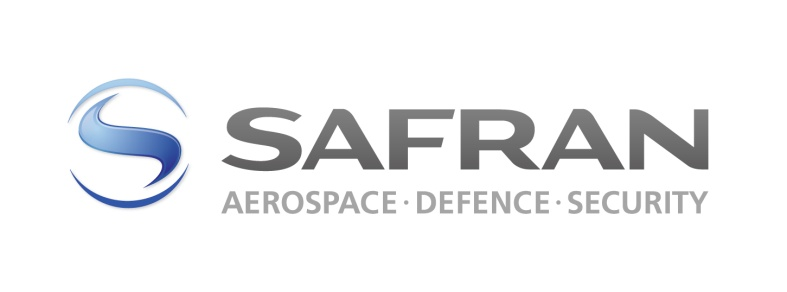 SAFRAN
AEROSPACE · DEFENCE · SECURITY